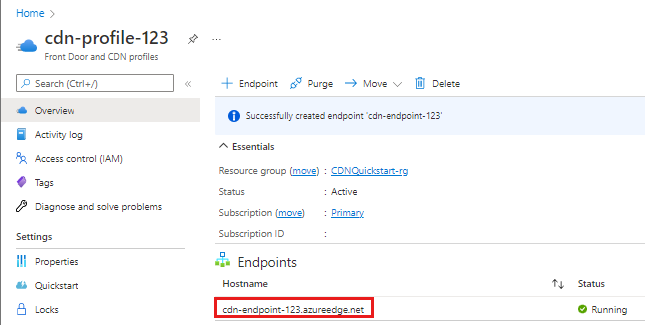 Home >
cdn-profile-123 ...
Front Door and CDN profiles
Search (Ctrl+/) «
Overview
Activity log
Access control (IAM)
Tags
Diagnose and solve problems
Settings
Properties
Quickstart
Locks
+ Endpoint Purge Move Delete
Successfully created endpoint 'cdn-endpoint-123'
Essentials
Resource group (move) : CDNQuickstart-rg
Status : Active
Subscription (move) : Primary
Subscription ID :
Endpoints
Hostname Status
cdn-endpoint-123.azureedge.net Running